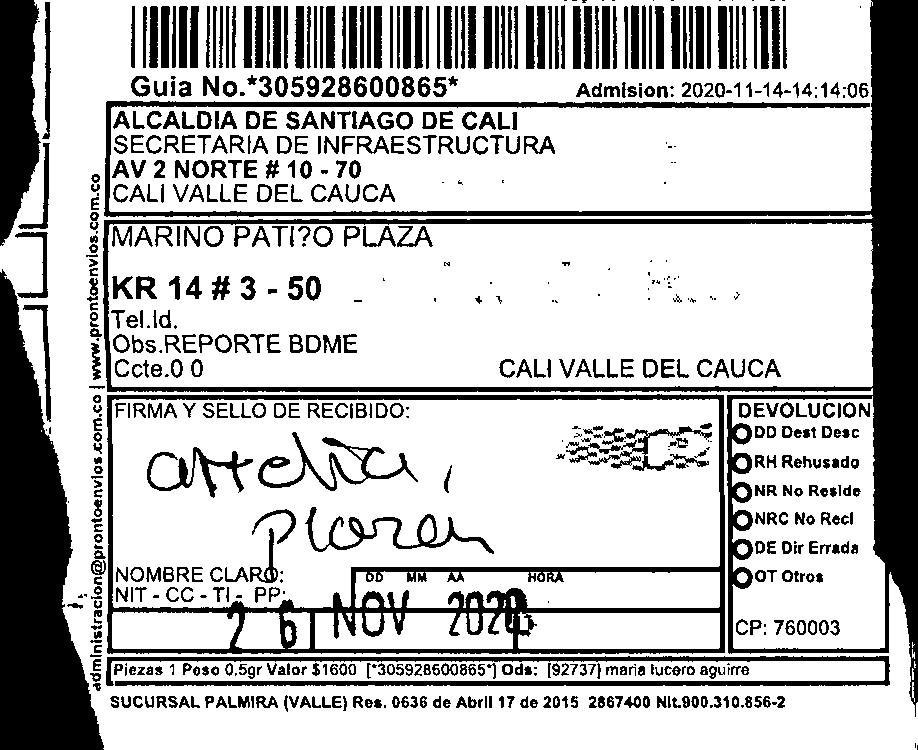 Guia No.*305928600865*
Admision: 2020-11-14-14:14:06
ALCALDIA DE SANTIAGO DE CALI
SECRETARIA DE INFRAESTRUCTURA
AV 2 NORTE # 10 - 70
CALI VALLE DEL CAUCA
MARINO PATI?O PLAZA
KR 14 # 3 - 50
Tel.Id.
Obs.REPORTE BDME
Ccte.0 0
CALI VALLE DEL CAUCA
administracion@prontoenvios.com.co | www.prontoenvios.com.co
FIRMA Y SELLO DE RECIBIDO:
Plaza
NOMBRE CLARO:
NIT - CC - TI - PP:
DD MM AA HORA
26 NOV 2020
DEVOLUCION
DD Dest Desc
RH Rehusado
NR No Reside
NRC No Recl
DE Dir Errada
OT Otros
CP: 760003
Piezas 1 Peso 0.5gr Valor $1600 [*305928600865*] Ods: [92737] maria lucero aguirre
SUCURSAL PALMIRA (VALLE) Res. 0636 de Abril 17 de 2015 2867400 Nit.900.310.856-2